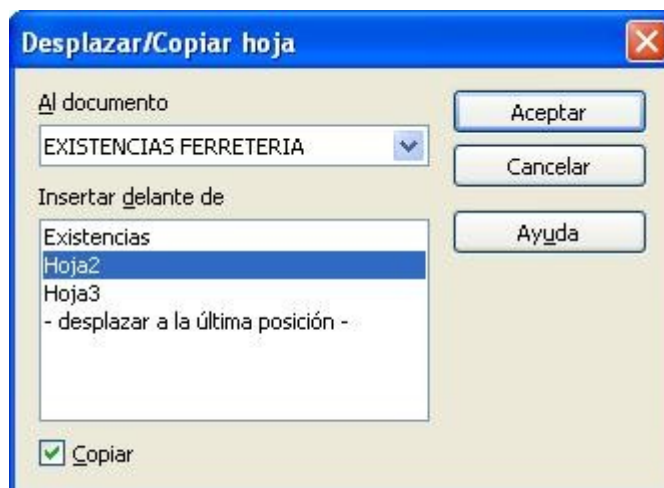 Desplazar/Copiar hoja
Al documento
EXISTENCIAS FERRETERIA
Insertar delante de
Existencias
Hoja2
Hoja3
- desplazar a la última posición -
Copiar
Aceptar
Cancelar
Ayuda